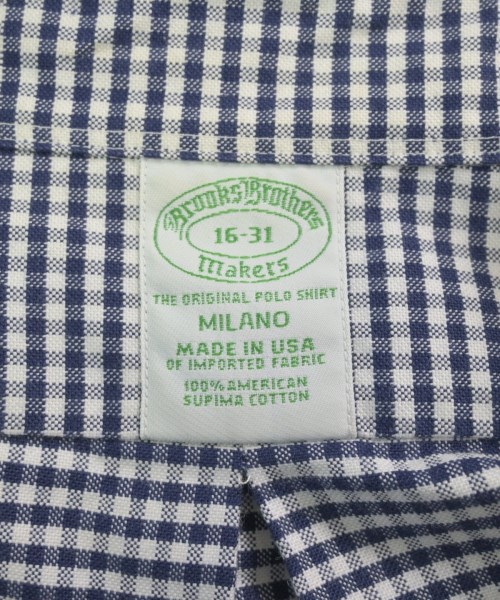 Brooks Brothers
16-31
Makers
THE ORIGINAL POLO SHIRT
MILANO
MADE IN USA
OF IMPORTED FABRIC
100% AMERICAN
SUPIMA COTTON